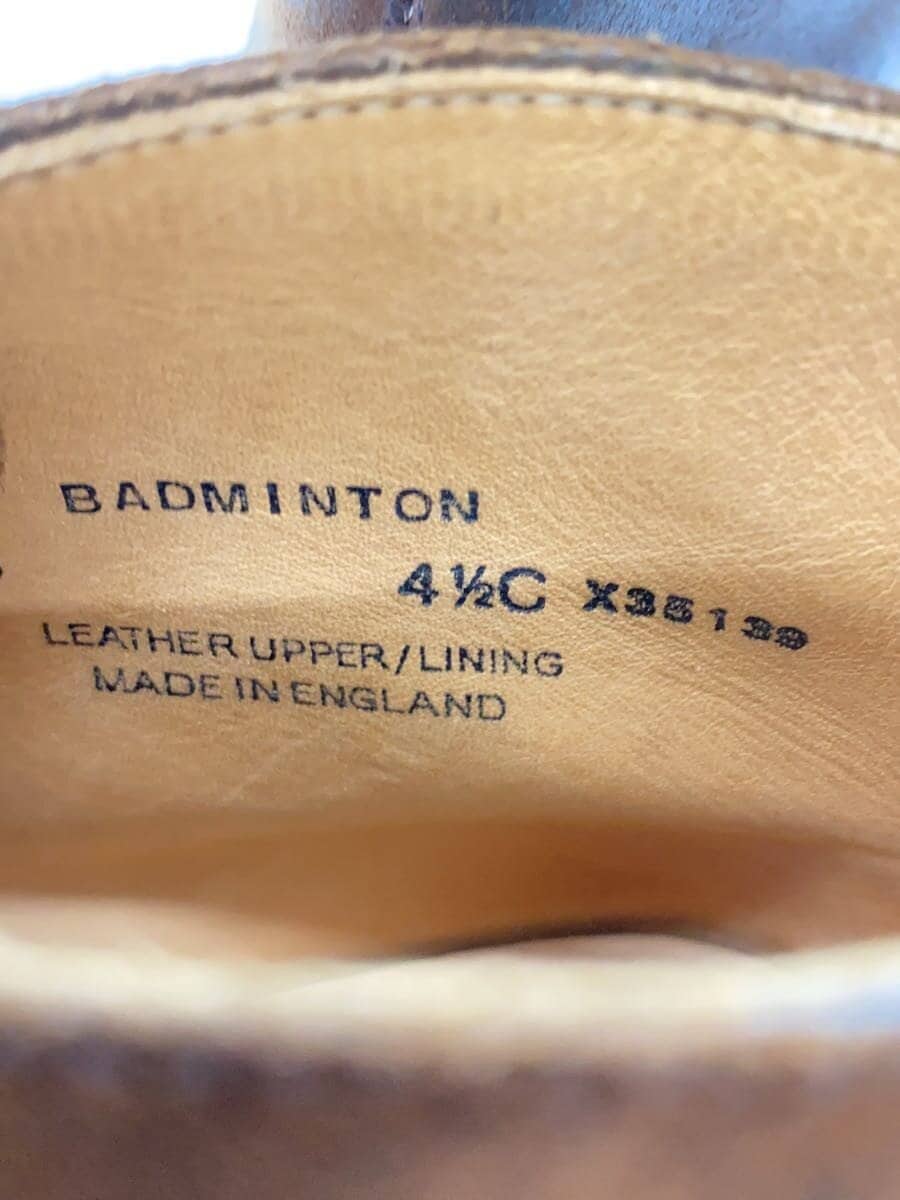 BADMINTON
4½C X35139
LEATHER UPPER/LINING
MADE IN ENGLAND